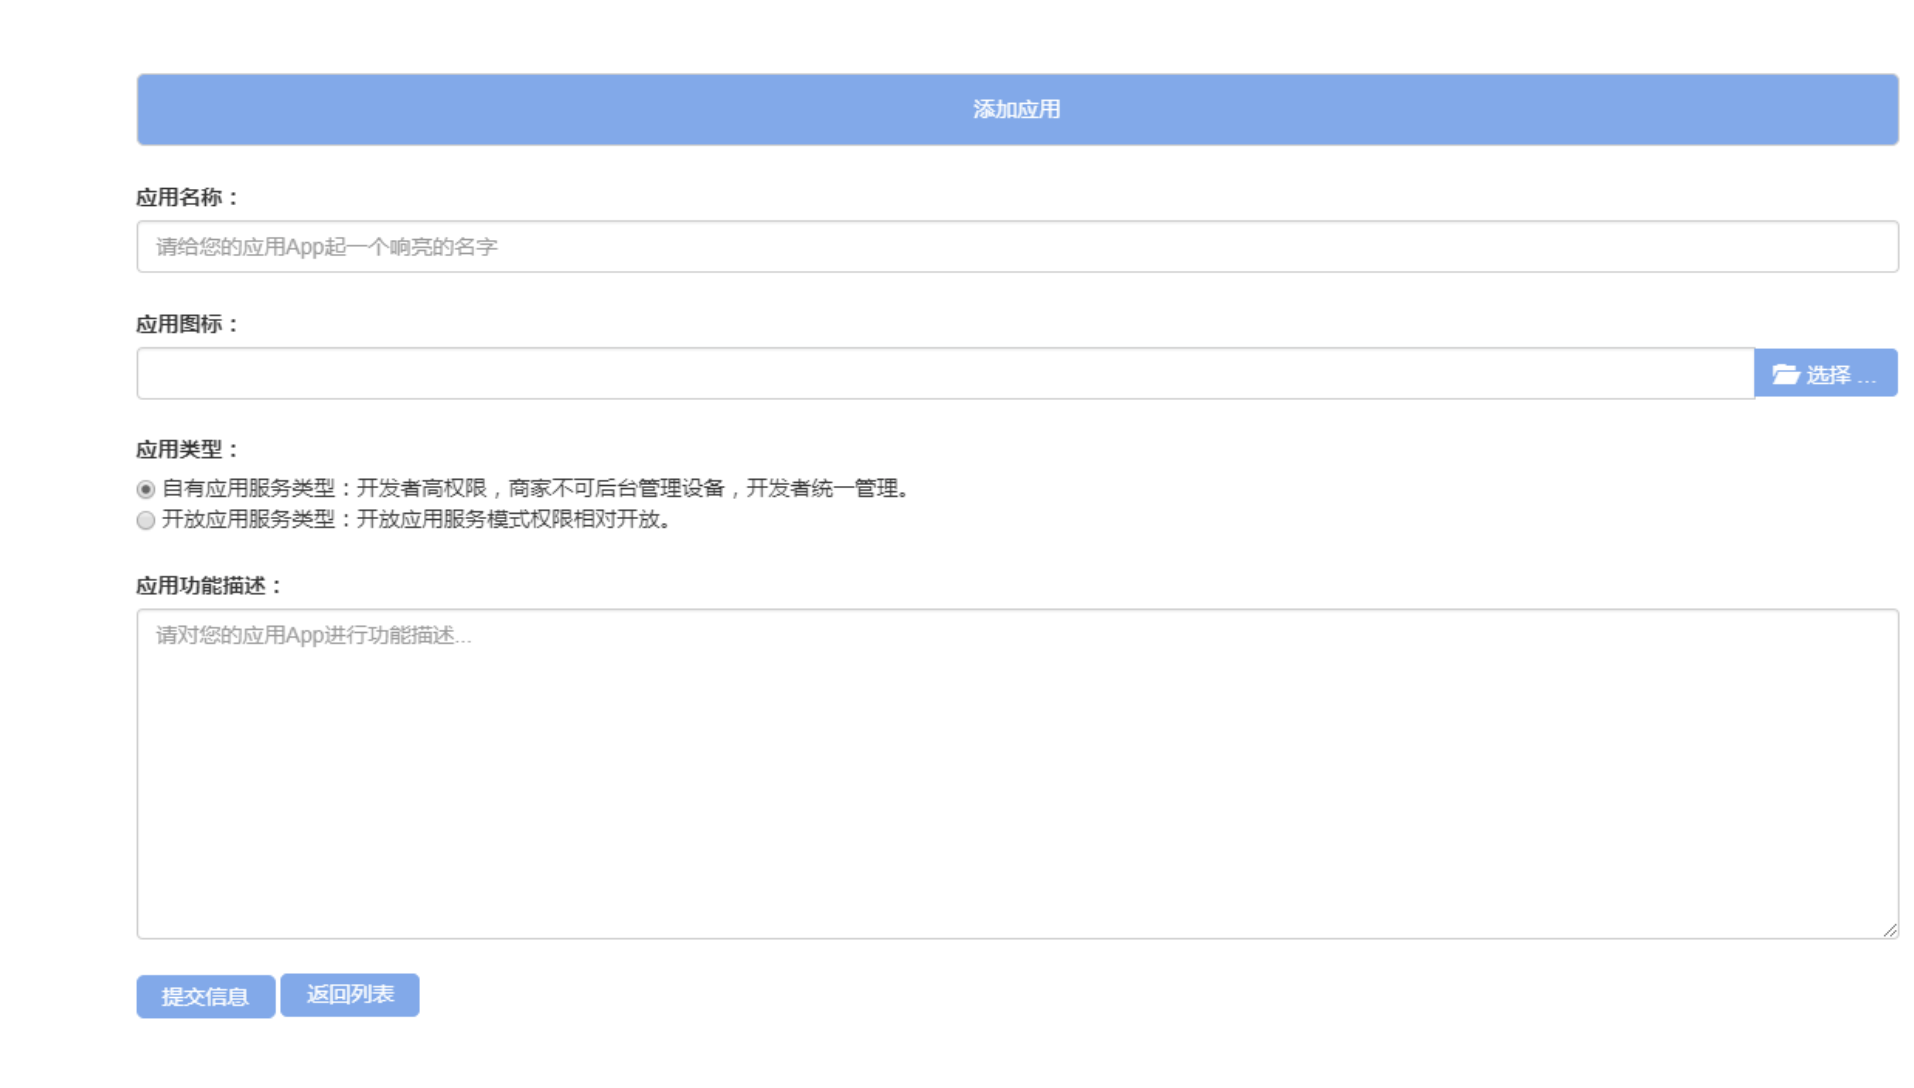 添加应用
应用名称：
请给您的应用App起一个响亮的名字
应用图标：
选择 ...
应用类型：
自有应用服务类型：开发者高权限，商家不可后台管理设备，开发者统一管理。
开放应用服务类型：开放应用服务模式权限相对开放。
应用功能描述：
请对您的应用App进行功能描述...
提交信息 返回列表